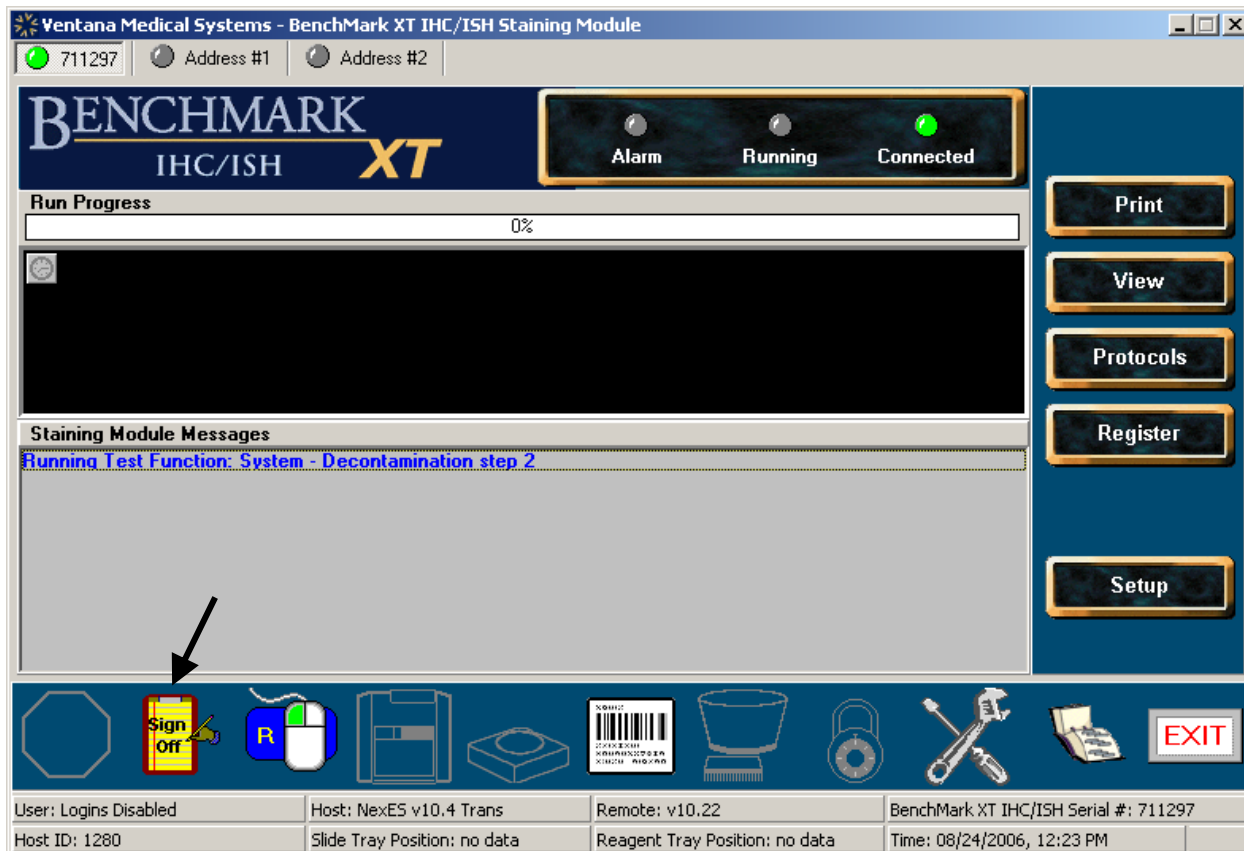 Ventana Medical Systems - BenchMark XT IHC/ISH Staining Module
711297 Address #1 Address #2
BENCHMARK
IHC/ISH XT
Alarm Running Connected
Run Progress
0%
Print
View
Protocols
Register
Setup
Staining Module Messages
Running Test Function: System - Decontamination step 2
Sign
Off
R
EXIT
User: Logins Disabled Host: NexES v10.4 Trans Remote: v10.22 BenchMark XT IHC/ISH Serial #: 711297
Host ID: 1280 Slide Tray Position: no data Reagent Tray Position: no data Time: 08/24/2006, 12:23 PM